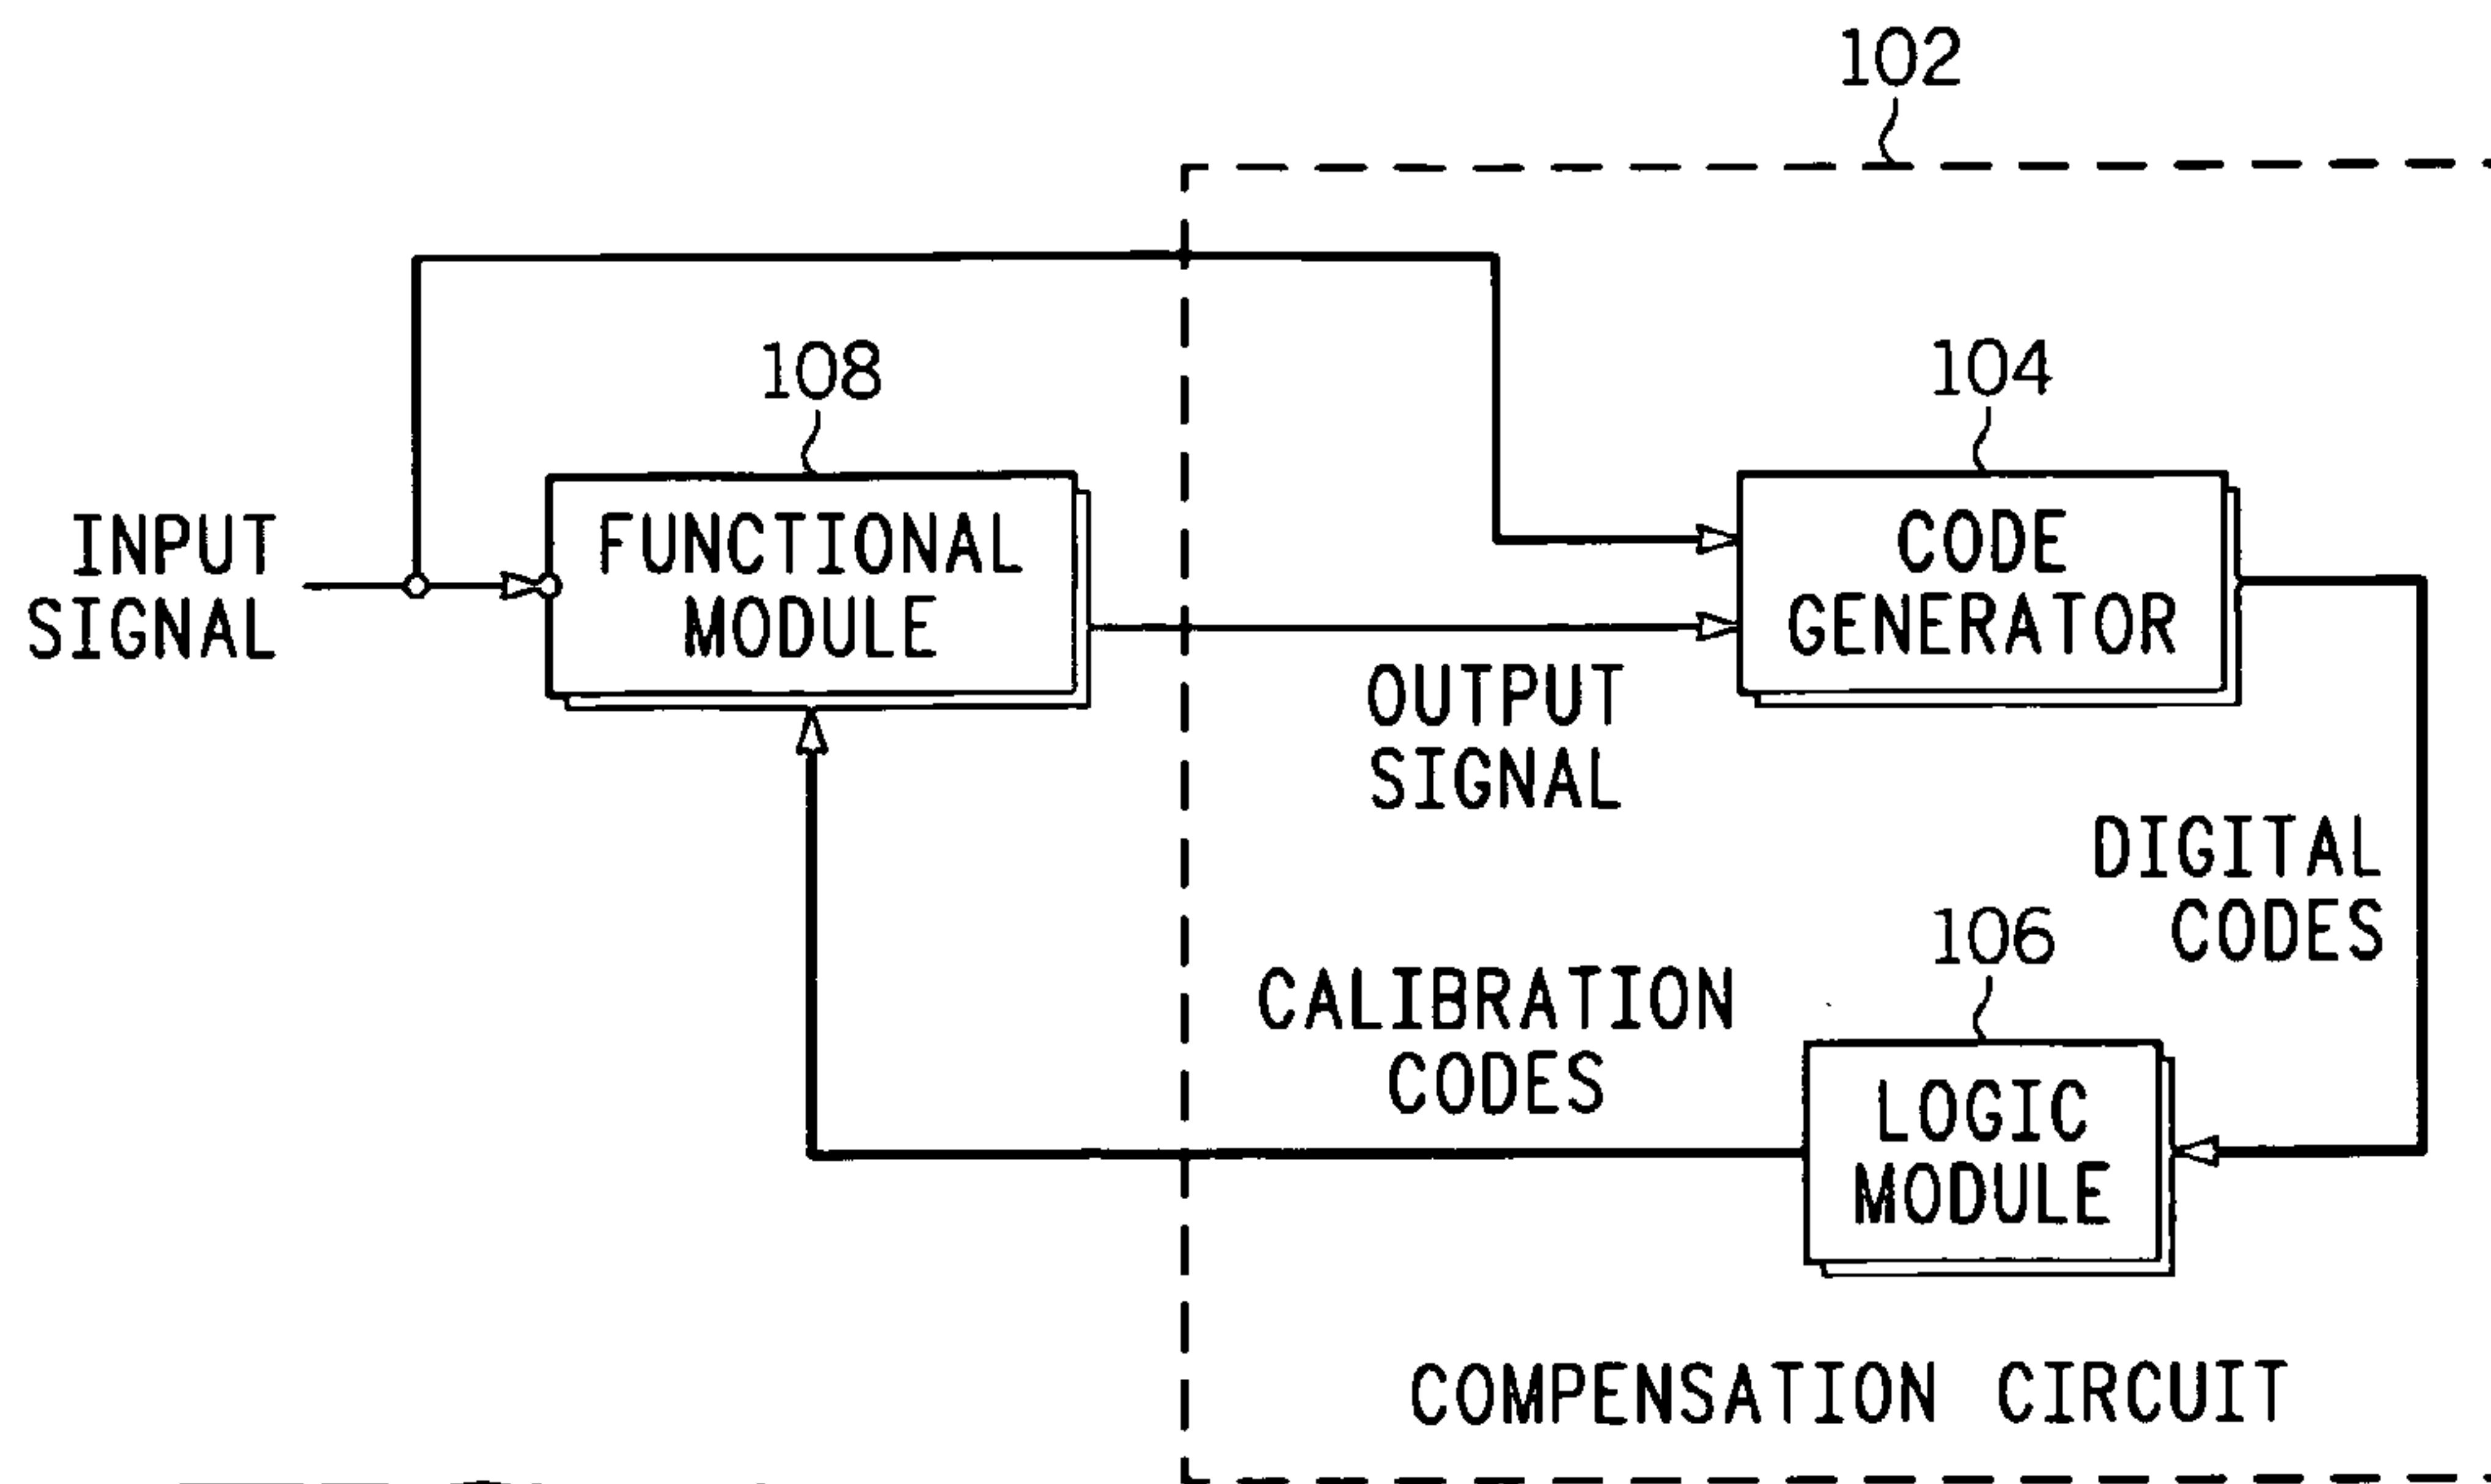 102
108
104
INPUT
SIGNAL
FUNCTIONAL
MODULE
CODE
GENERATOR
OUTPUT
SIGNAL
DIGITAL
CODES
106
CALIBRATION
CODES
LOGIC
MODULE
COMPENSATION CIRCUIT